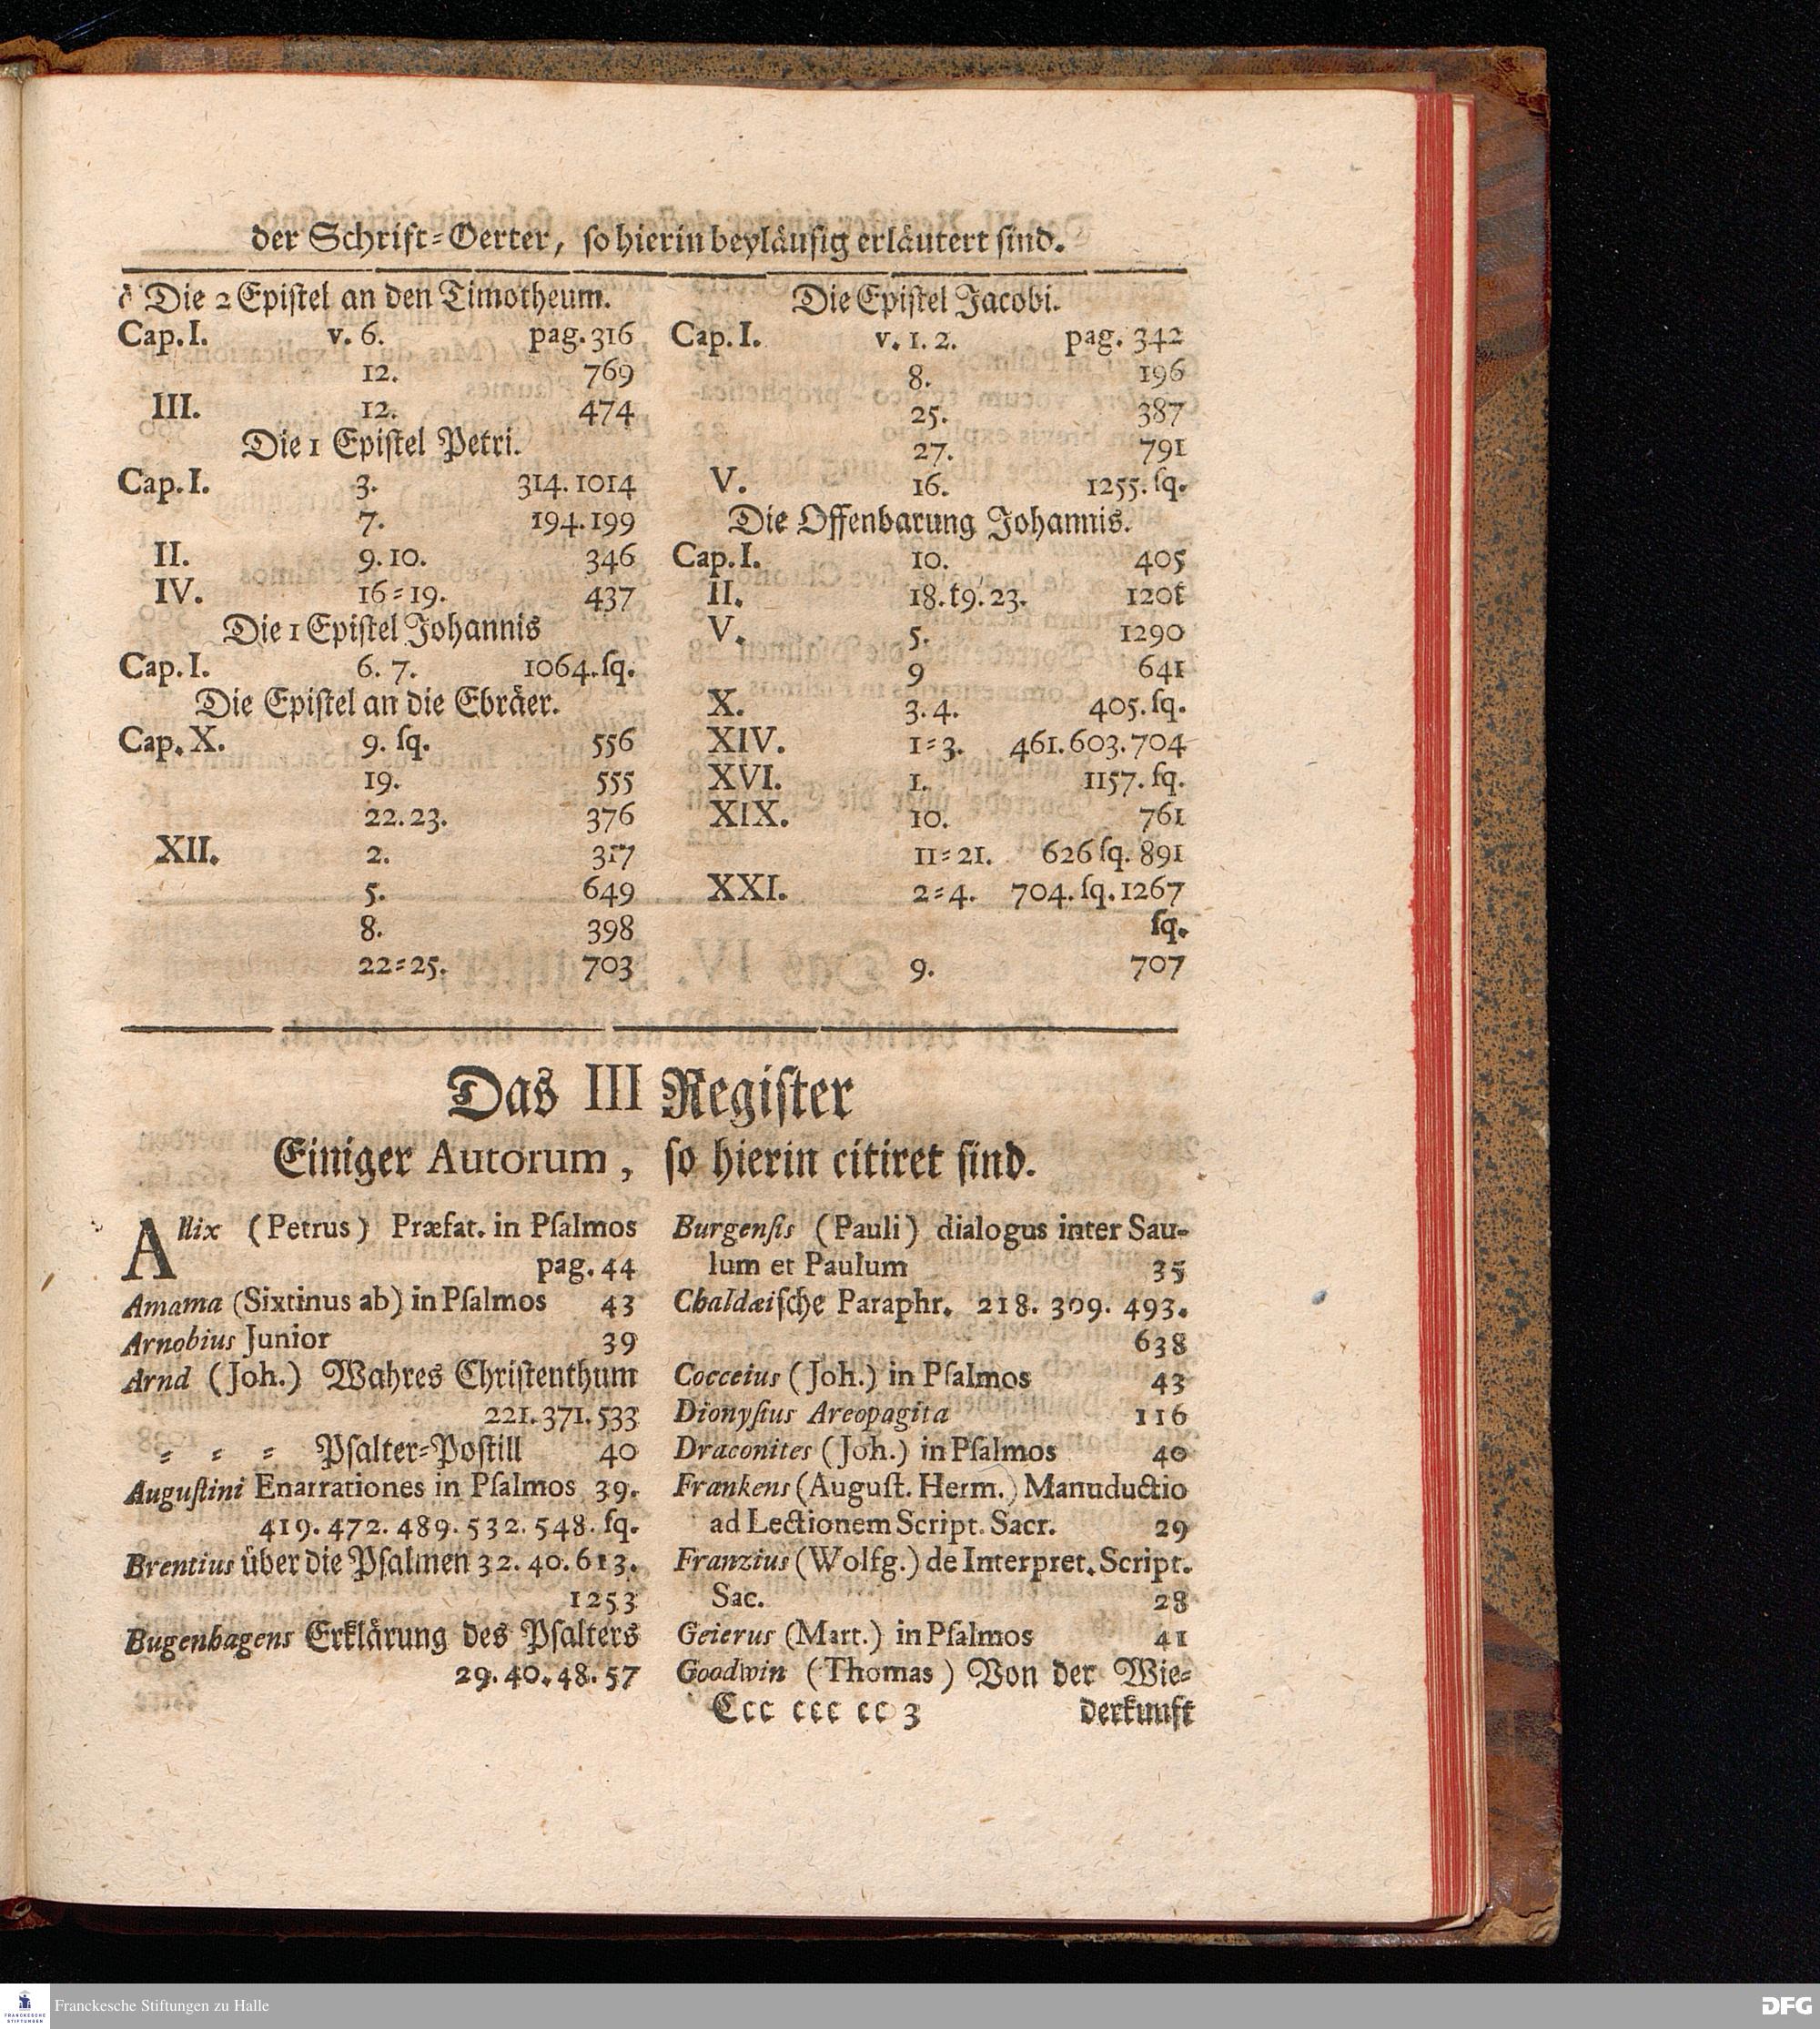 der Schrift=Oerter, so hierin beyläufig erläutert sind.
Die 2 Epistel an den Timotheum.
Cap. I. v. 6. pag. 316
12. 769
III. 12. 474
Die 1 Epistel Petri.
Cap. I. 3. 314. 1014
7. 194. 199
II. 9. 10. 346
IV. 16=19. 437
Die 1 Epistel Johannis
Cap. I. 6. 7. 1064. sq.
Die Epistel an die Ebräer.
Cap. X. 9. sq. 556
19. 555
22. 23. 376
XII. 2. 317
5. 649
8. 398
22=25. 703
Die Epistel Jacobi.
Cap. I. v. 1. 2. pag. 342
8. 196
25. 387
27. 791
V. 16. 1255. sq.
Die Offenbarung Johannis.
Cap. I. 10. 405
II. 18. t9. 23. 120t
V. 5. 1290
9 641
X. 3. 4. 405. sq.
XIV. 1=3. 461. 603. 704
XVI. 1. 1157. sq.
XIX. 10. 761
11=21. 626 sq. 891
XXI. 2=4. 704. sq. 1267
sq.
9. 707
Das III Register
Einiger Autorum, so hierin citiret sind.
Allix (Petrus) Præfat. in Psalmos
pag. 44
Amama (Sixtinus ab) in Psalmos 43
Arnobius Junior 39
Arnd (Joh.) Wahres Christenthum
221. 371. 533
= = = Psalter=Postill 40
Augustini Enarrationes in Psalmos 39.
419. 472. 489. 532. 548. sq.
Brentius über die Psalmen 32. 40. 613.
1253
Bugenhagens Erklärung des Psalters
29. 40. 48. 57
Burgensis (Pauli) dialogus inter Sau-
lum et Paulum 35
Chaldæische Paraphr. 218. 309. 493.
638
Cocceius (Joh.) in Psalmos 43
Dionysius Areopagita 116
Draconites (Joh.) in Psalmos 40
Frankens (August. Herm.) Manuductio
ad Lectionem Script. Sacr. 29
Franzius (Wolfg.) de Interpret. Script.
Sac. 28
Geierus (Mart.) in Psalmos 41
Goodwin (Thomas) Von der Wie=
Ccc ccc cc 3 derkunft
Franckesche Stiftungen zu Halle
FRANCKESCHE
STIFTUNGEN
DFG